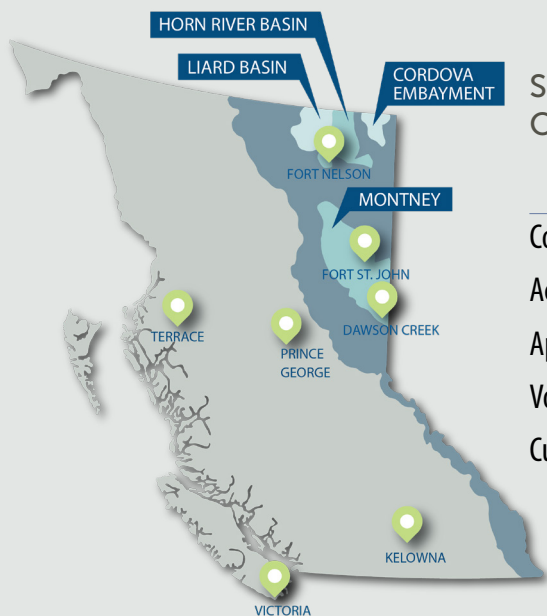 HORN RIVER BASIN
LIARD BASIN
CORDOVA
EMBAYMENT
FORT NELSON
MONTNEY
FORT ST. JOHN
DAWSON CREEK
TERRACE
PRINCE
GEORGE
KELOWNA
VICTORIA